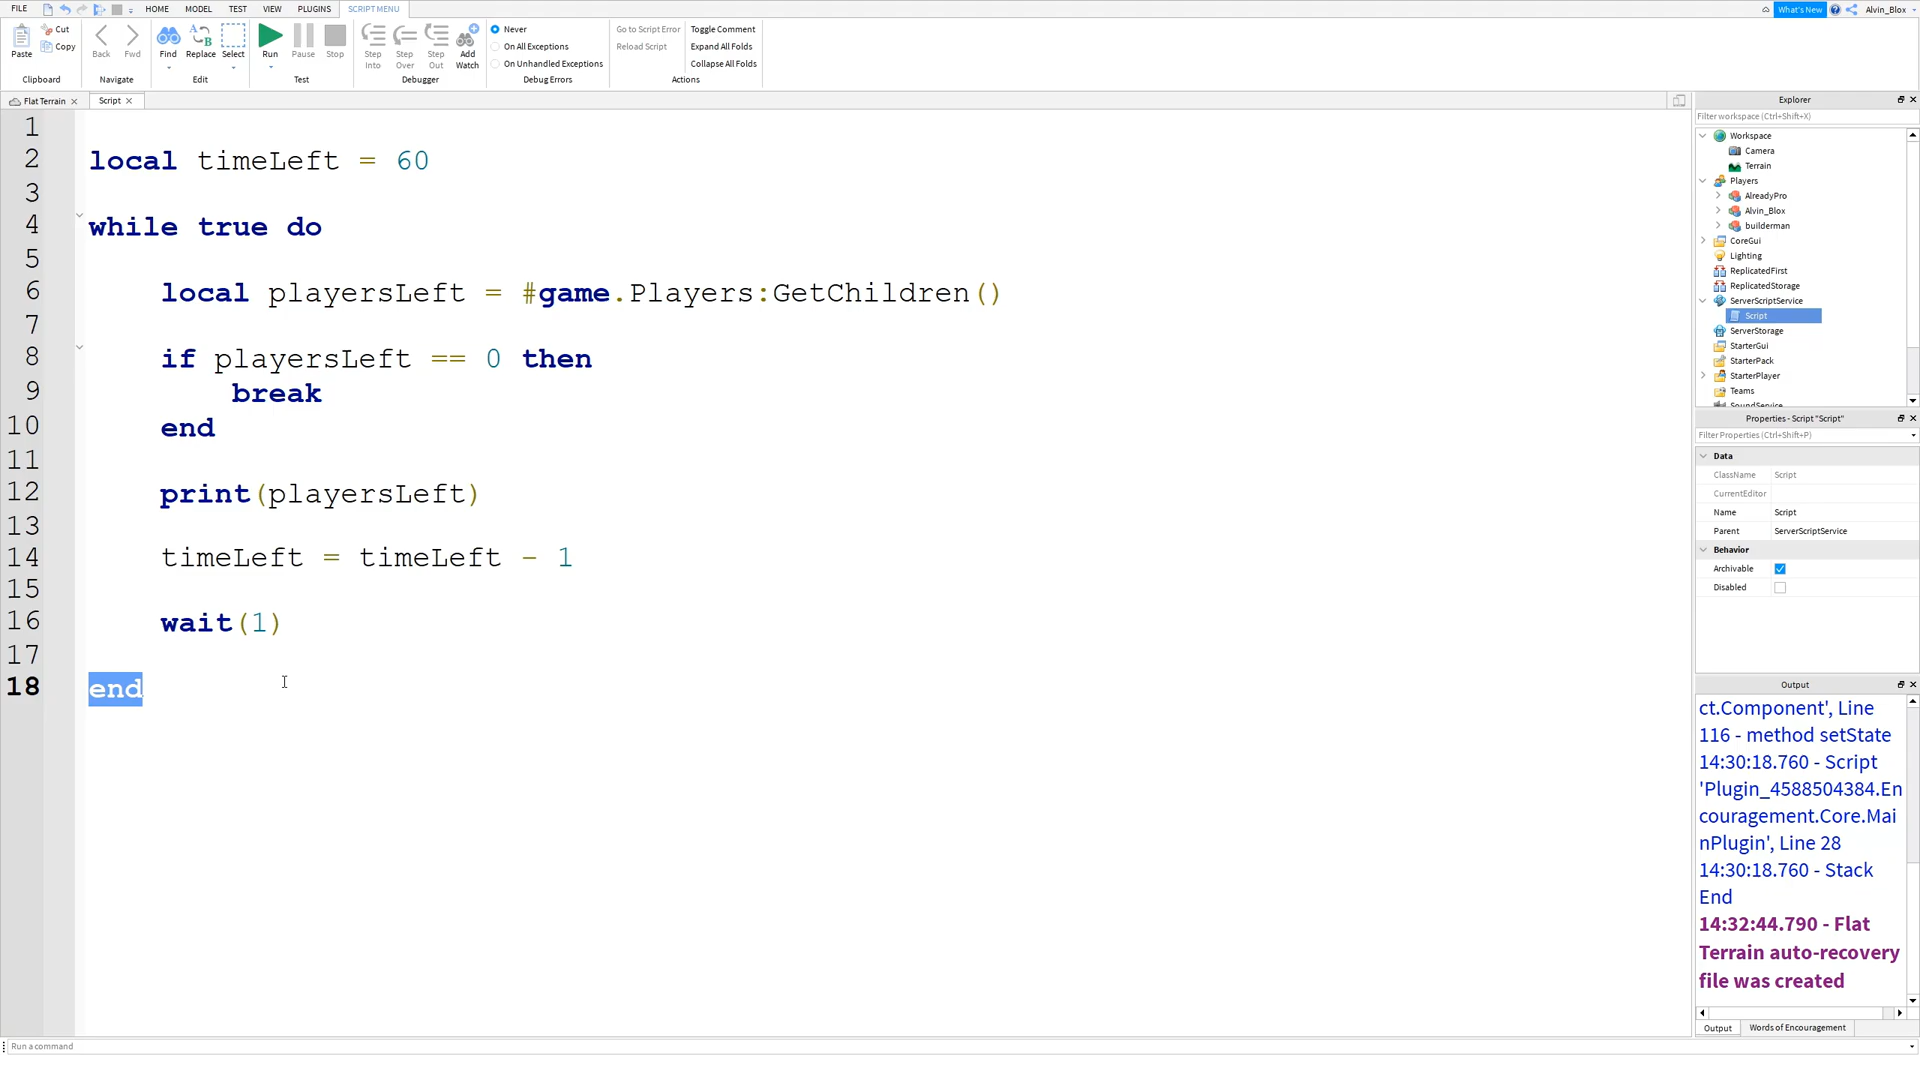 FILE HOME MODEL TEST VIEW PLUGINS SCRIPT MENU What's New Alvin_Blox
Paste Cut Copy Back Fwd Find Replace Select Run Pause Stop Step Into Step Over Step Out Add Watch
Never
On All Exceptions
On Unhandled Exceptions
Go to Script Error
Reload Script
Toggle Comment
Expand All Folds
Collapse All Folds
Clipboard Navigate Edit Test Debugger Debug Errors Actions
Flat Terrain Script
1
2 local timeLeft = 60
3
4 while true do
5
6 local playersLeft = #game.Players:GetChildren()
7
8 if playersLeft == 0 then
9 break
10 end
11
12 print(playersLeft)
13
14 timeLeft = timeLeft - 1
15
16 wait(1)
17
18 end
Explorer
Filter workspace (Ctrl+Shift+X)
Workspace
Camera
Terrain
Players
AlreadyPro
Alvin_Blox
builderman
CoreGui
Lighting
ReplicatedFirst
ReplicatedStorage
ServerScriptService
Script
ServerStorage
StarterGui
StarterPack
StarterPlayer
Teams
SoundService
Properties - Script "Script"
Filter Properties (Ctrl+Shift+P)
Data
ClassName Script
CurrentEditor
Name Script
Parent ServerScriptService
Behavior
Archivable
Disabled
Output
ct.Component', Line
116 - method setState
14:30:18.760 - Script
'Plugin_4588504384.En
couragement.Core.Mai
nPlugin', Line 28
14:30:18.760 - Stack
End
14:32:44.790 - Flat
Terrain auto-recovery
file was created
Output Words of Encouragement
Run a command